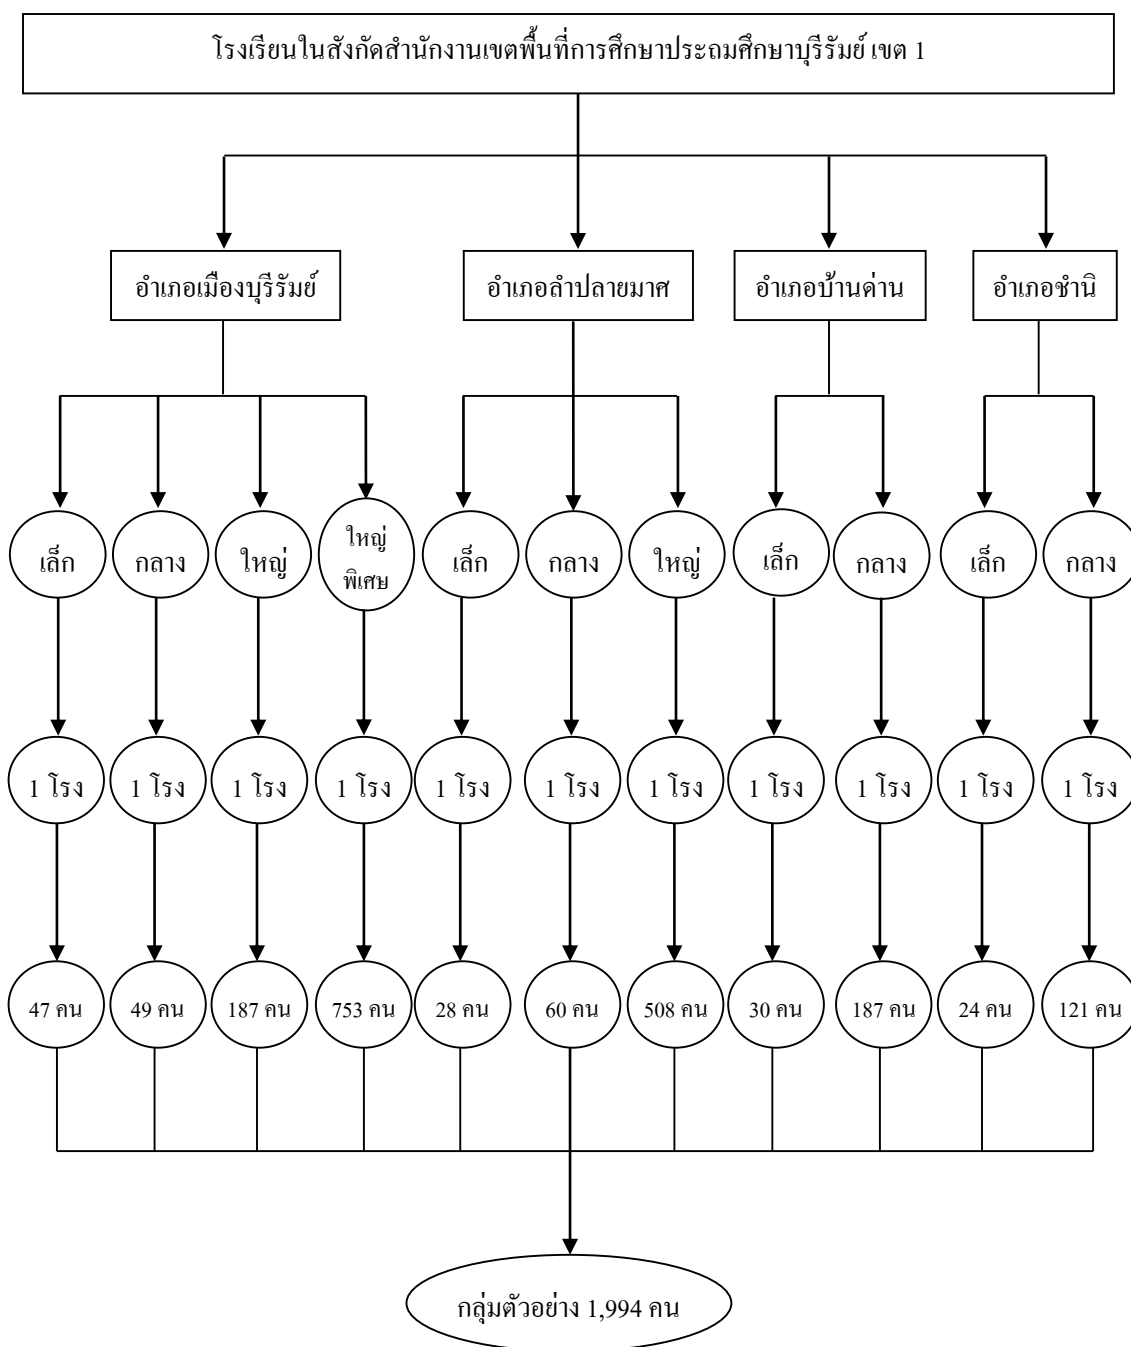 โรงเรียนในสังกัดสำนักงานเขตพื้นที่การศึกษาประถมศึกษาบุรีรัมย์ เขต 1
อำเภอเมืองบุรีรัมย์
อำเภอลำปลายมาศ
อำเภอบ้านด่าน
อำเภอชำนิ
เล็ก
กลาง
ใหญ่
ใหญ่
พิเศษ
เล็ก
กลาง
ใหญ่
เล็ก
กลาง
เล็ก
กลาง
1 โรง
1 โรง
1 โรง
1 โรง
1 โรง
1 โรง
1 โรง
1 โรง
1 โรง
1 โรง
1 โรง
47 คน
49 คน
187 คน
753 คน
28 คน
60 คน
508 คน
30 คน
187 คน
24 คน
121 คน
กลุ่มตัวอย่าง 1,994 คน